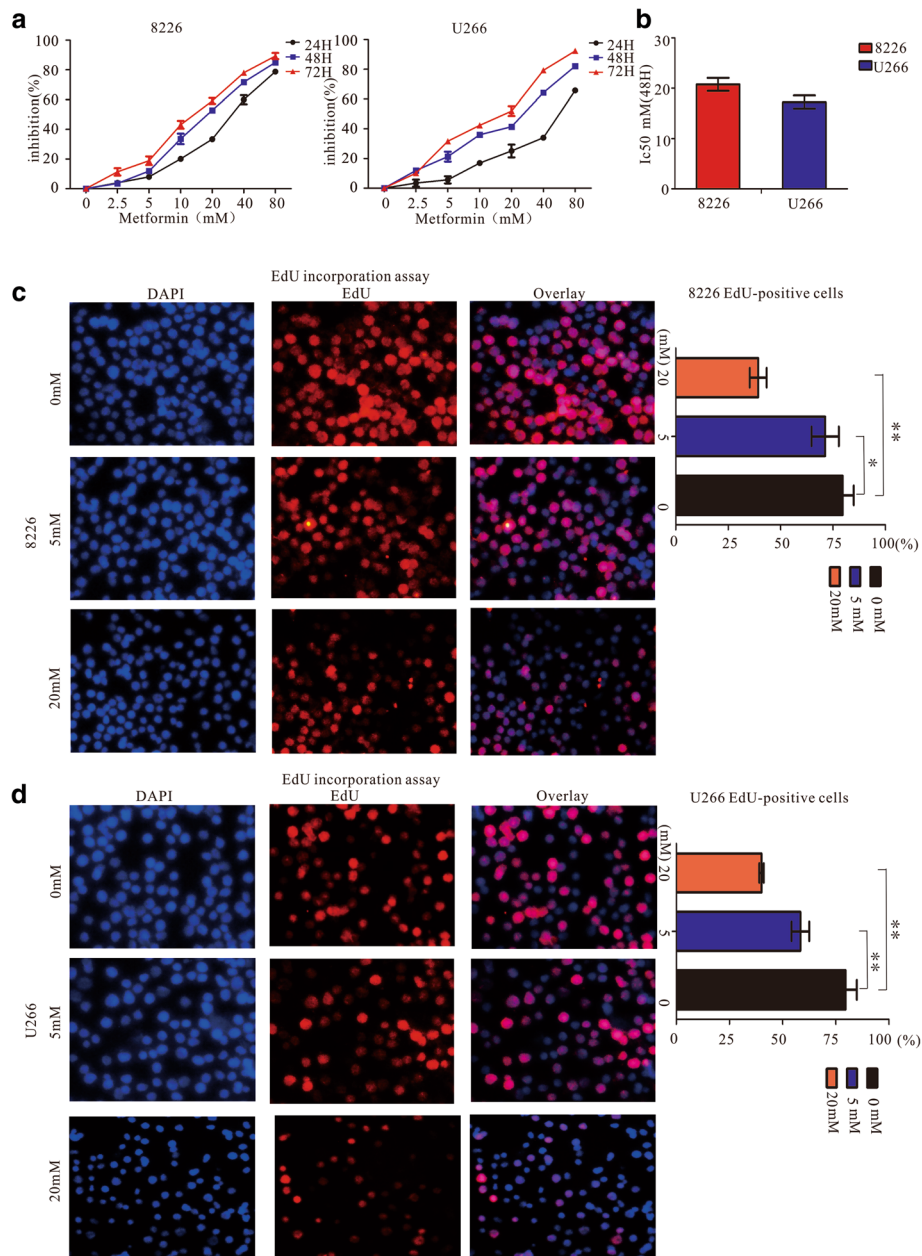 a
8226
24H
48H
72H
100
80
60
40
20
0
inhibition(%)
0 2.5 5 10 20 40 80
Metformin（mM）
U266
24H
48H
72H
100
80
60
40
20
0
inhibition(%)
0 2.5 5 10 20 40 80
Metformin（mM）
b
8226
U266
30
20
10
0
Ic50 mM(48H)
8226 U266
c
EdU incorporation assay
DAPI EdU Overlay
8226
0mM
5mM
20mM
8226 EdU-positive cells
(mM)
20
5
0
**
*
0 25 50 75 100(%)
20mM
5 mM
0 mM
d
EdU incorporation assay
DAPI EdU Overlay
U266
0mM
5mM
20mM
U266 EdU-positive cells
(mM)
20
5
0
**
**
0 25 50 75 100 (%)
20mM
5 mM
0 mM